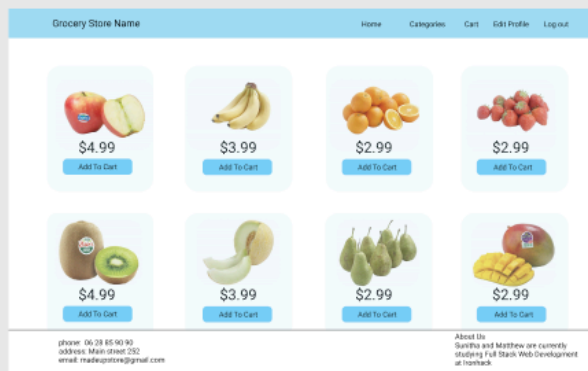 Grocery Store Name
Home Categories Cart Edit Profile Log out
$4.99 $3.99 $2.99 $2.99
Add To Cart Add To Cart Add To Cart Add To Cart
$4.99 $3.99 $2.99 $2.99
Add To Cart Add To Cart Add To Cart Add To Cart
phone: 06 28 85 90 90
address: Main street 252
email: madeupstore@gmail.com
About Us
Sunitha and Matthew are currently
studying Full Stack Web Development
at Ironhack